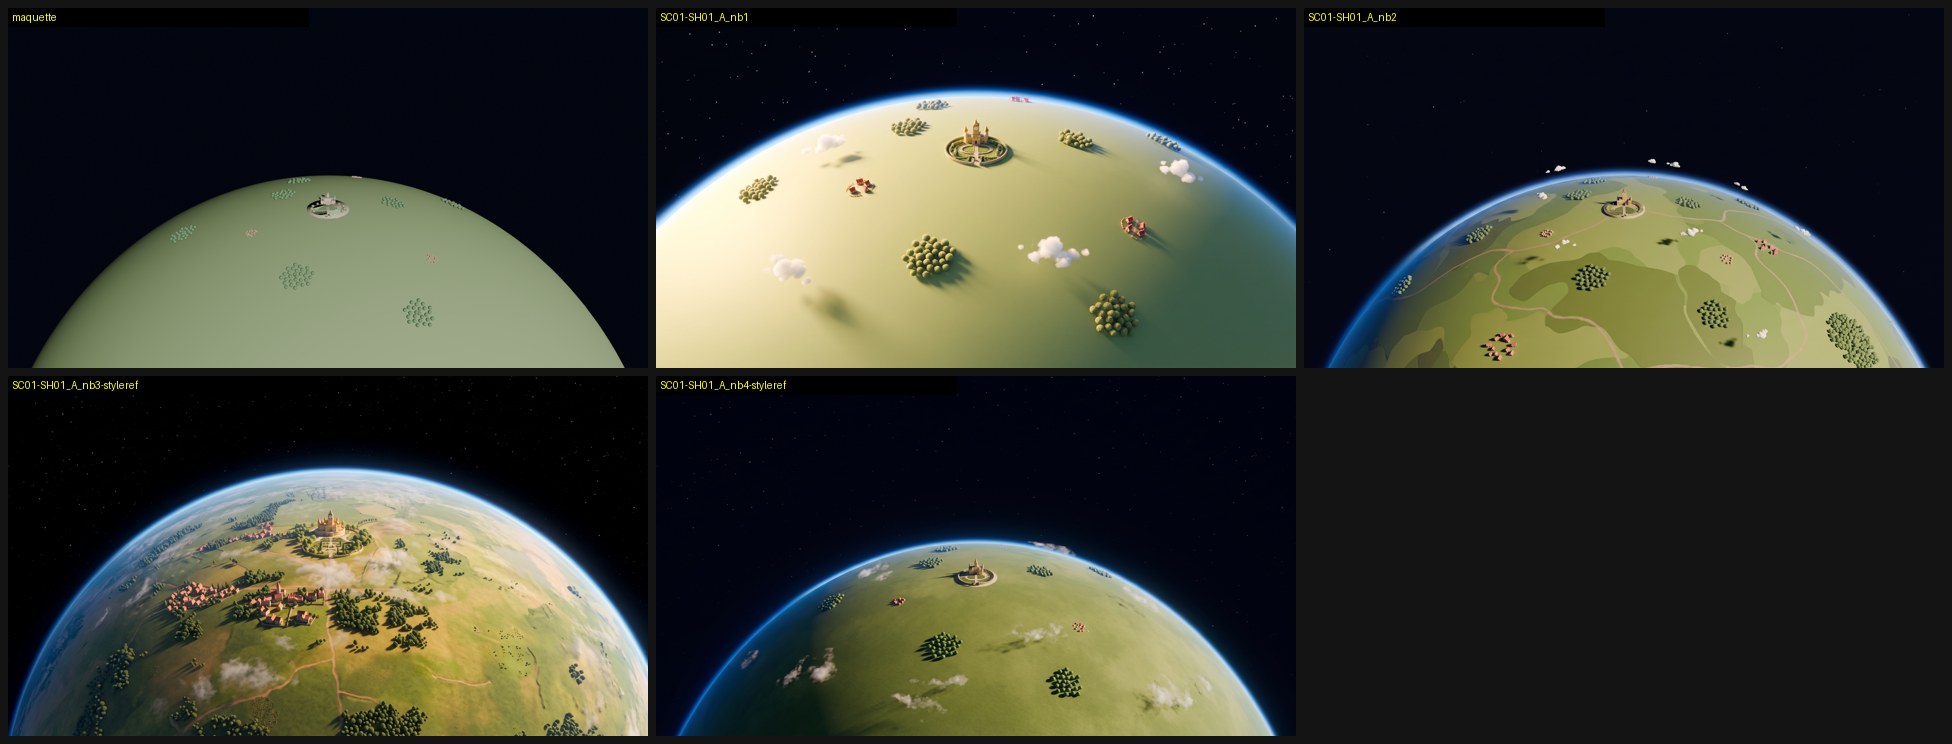 maquette
SC01-SH01_A_nb1
SC01-SH01_A_nb2
SC01-SH01_A_nb3-styleref
SC01-SH01_A_nb4-styleref